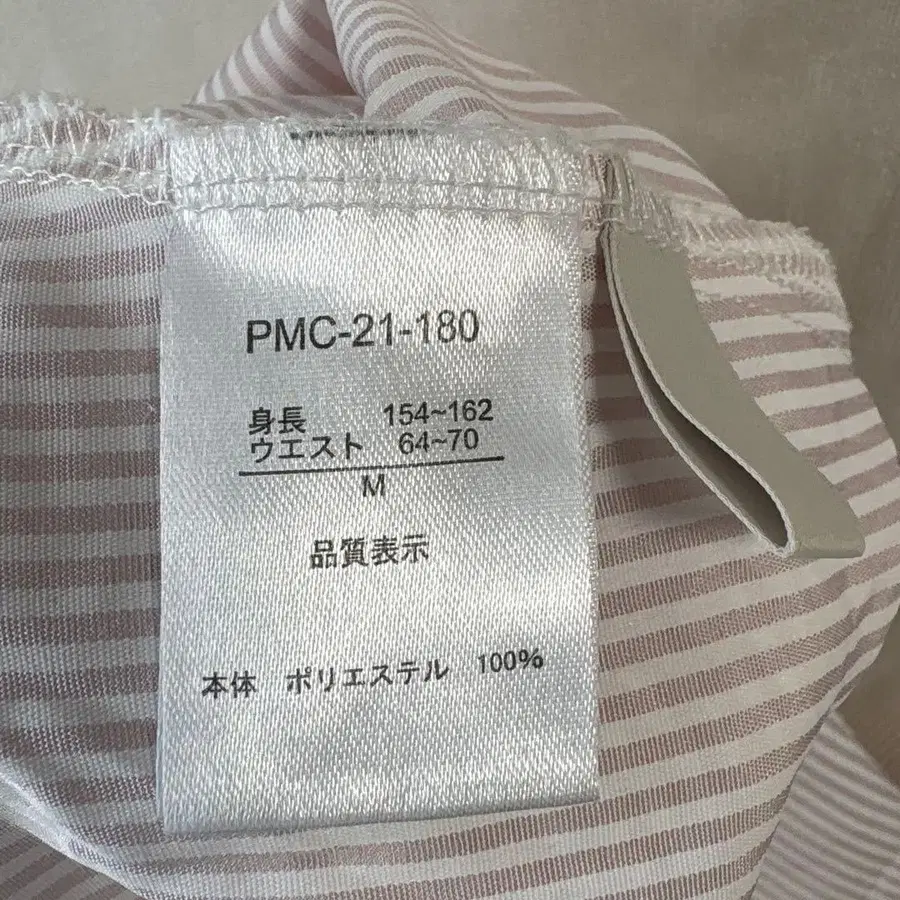 PMC-21-180
身長 154~162
ウエスト 64~70
M
品質表示
本体 ポリエステル 100%